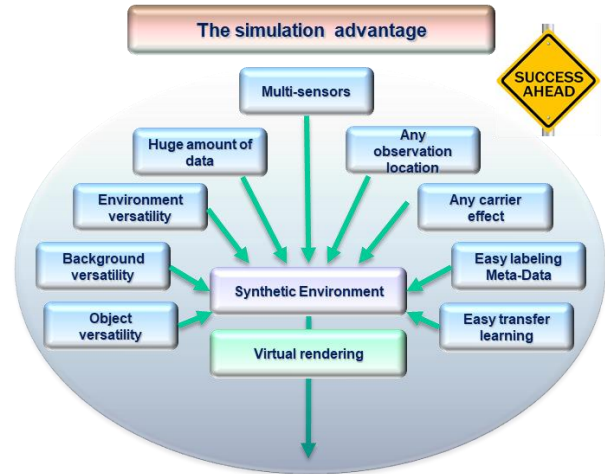 The simulation advantage
SUCCESS
AHEAD
Multi-sensors
Huge amount of
data
Any
observation
location
Environment
versatility
Any carrier
effect
Background
versatility
Easy labeling
Meta-Data
Synthetic Environment
Object
versatility
Easy transfer
learning
Virtual rendering